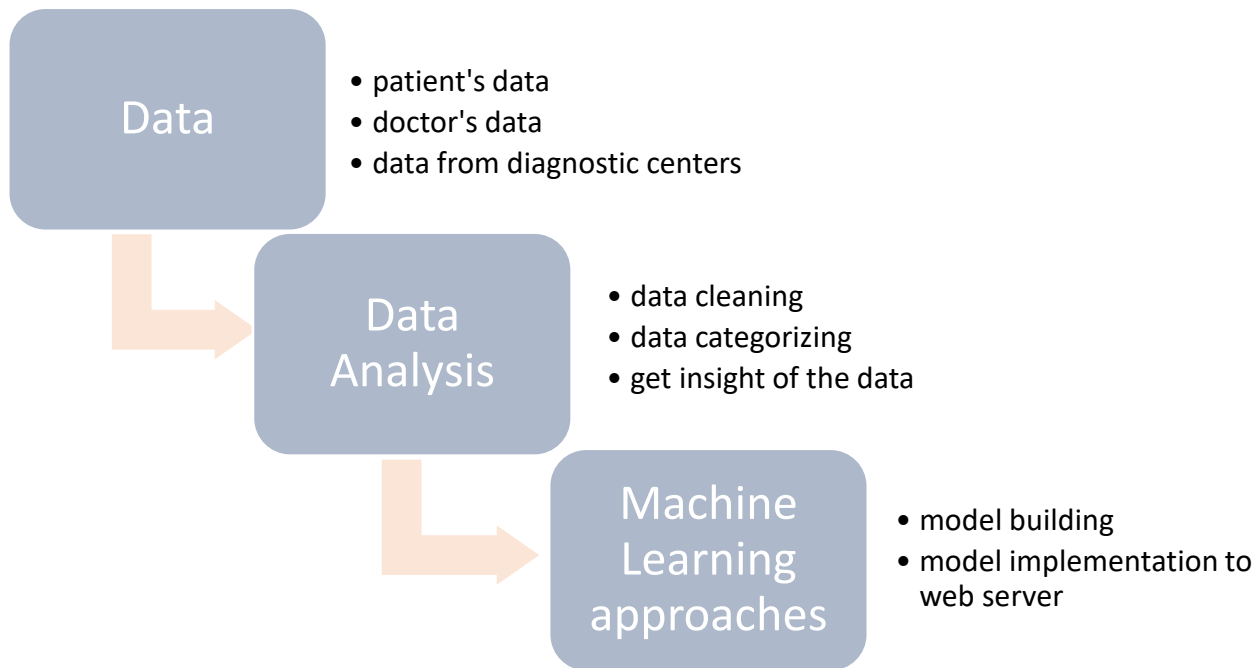 Data
• patient's data
• doctor's data
• data from diagnostic centers
Data
Analysis
• data cleaning
• data categorizing
• get insight of the data
Machine
Learning
approaches
• model building
• model implementation to
web server